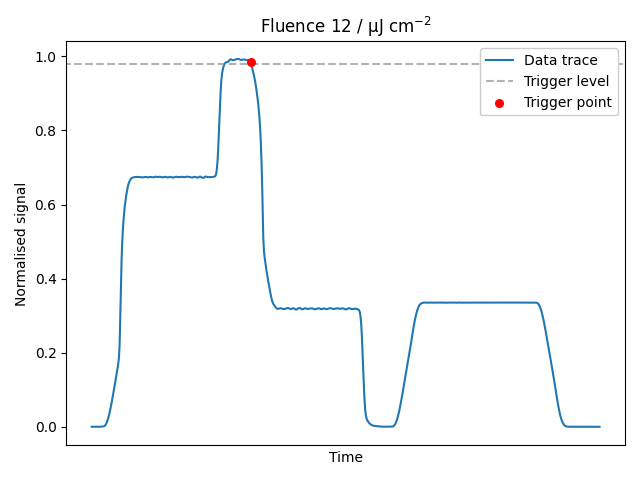 Fluence 12 / µJ cm⁻²
Data trace
Trigger level
Trigger point
Normalised signal
1.0
0.8
0.6
0.4
0.2
0.0
Time